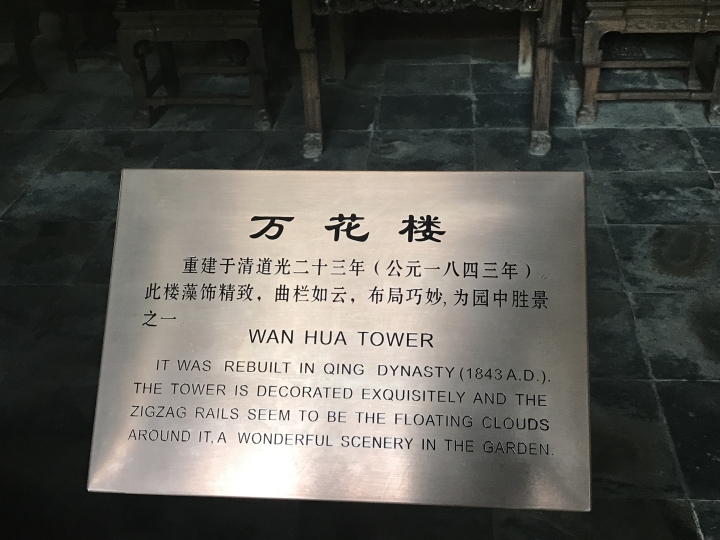 万花楼
重建于清道光二十三年（公元一八四三年）。
此楼藻饰精致，曲栏如云，布局巧妙,为园中胜景
之一
WAN HUA TOWER
IT WAS REBUILT IN QING DYNASTY (1843 A.D.).
THE TOWER IS DECORATED EXQUISITELY AND THE
ZIGZAG RAILS SEEM TO BE THE FLOATING CLOUDS
AROUND IT, A WONDERFUL SCENERY IN THE GARDEN.